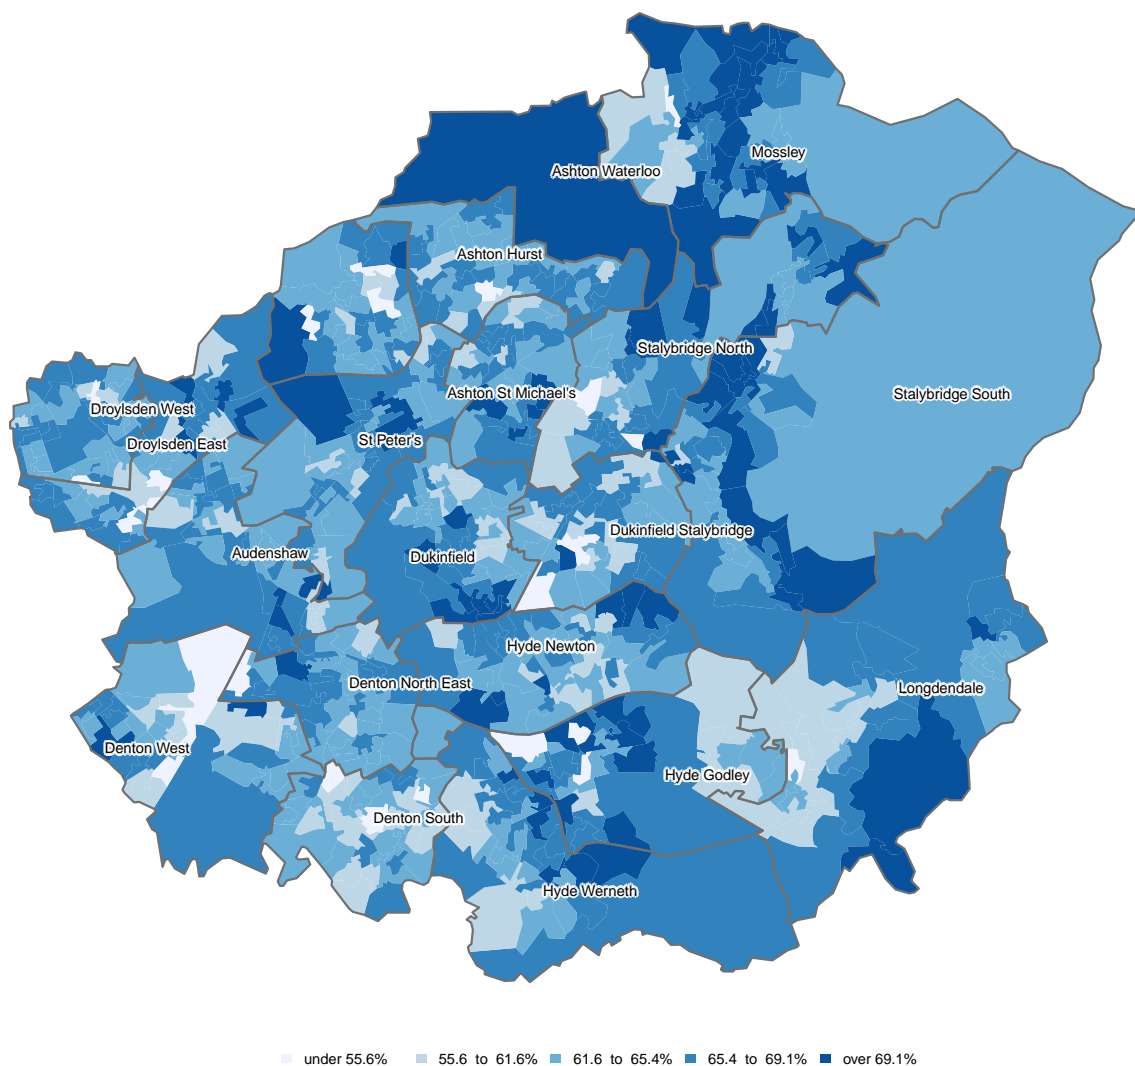 Mossley
Ashton Waterloo
Ashton Hurst
Stalybridge North
Ashton St Michael's
Stalybridge South
Droylsden West
St Peter's
Droylsden East
Dukinfield Stalybridge
Audenshaw
Dukinfield
Hyde Newton
Denton North East
Longdendale
Denton West
Hyde Godley
Denton South
Hyde Werneth
under 55.6% 55.6 to 61.6% 61.6 to 65.4% 65.4 to 69.1% over 69.1%